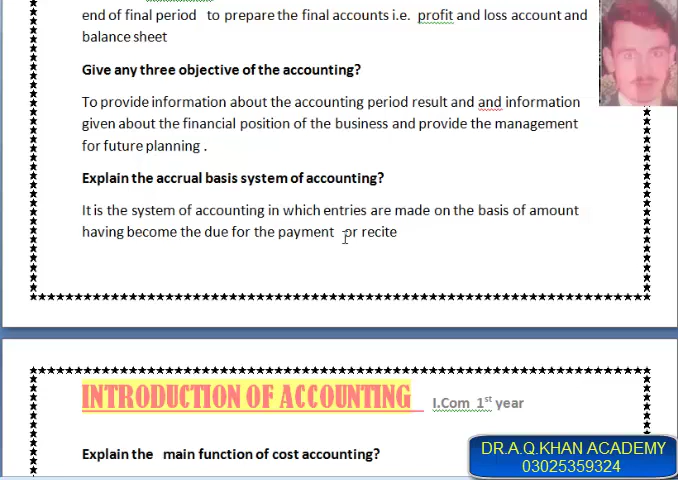 end of final period to prepare the final accounts i.e. profit and loss account and
balance sheet
Give any three objective of the accounting?
To provide information about the accounting period result and and information
given about the financial position of the business and provide the management
for future planning .
Explain the accrual basis system of accounting?
It is the system of accounting in which entries are made on the basis of amount
having become the due for the payment or recite
INTRODUCTION OF ACCOUNTING I.Com 1st year
Explain the main function of cost accounting?
DR.A.Q.KHAN ACADEMY
03025359324